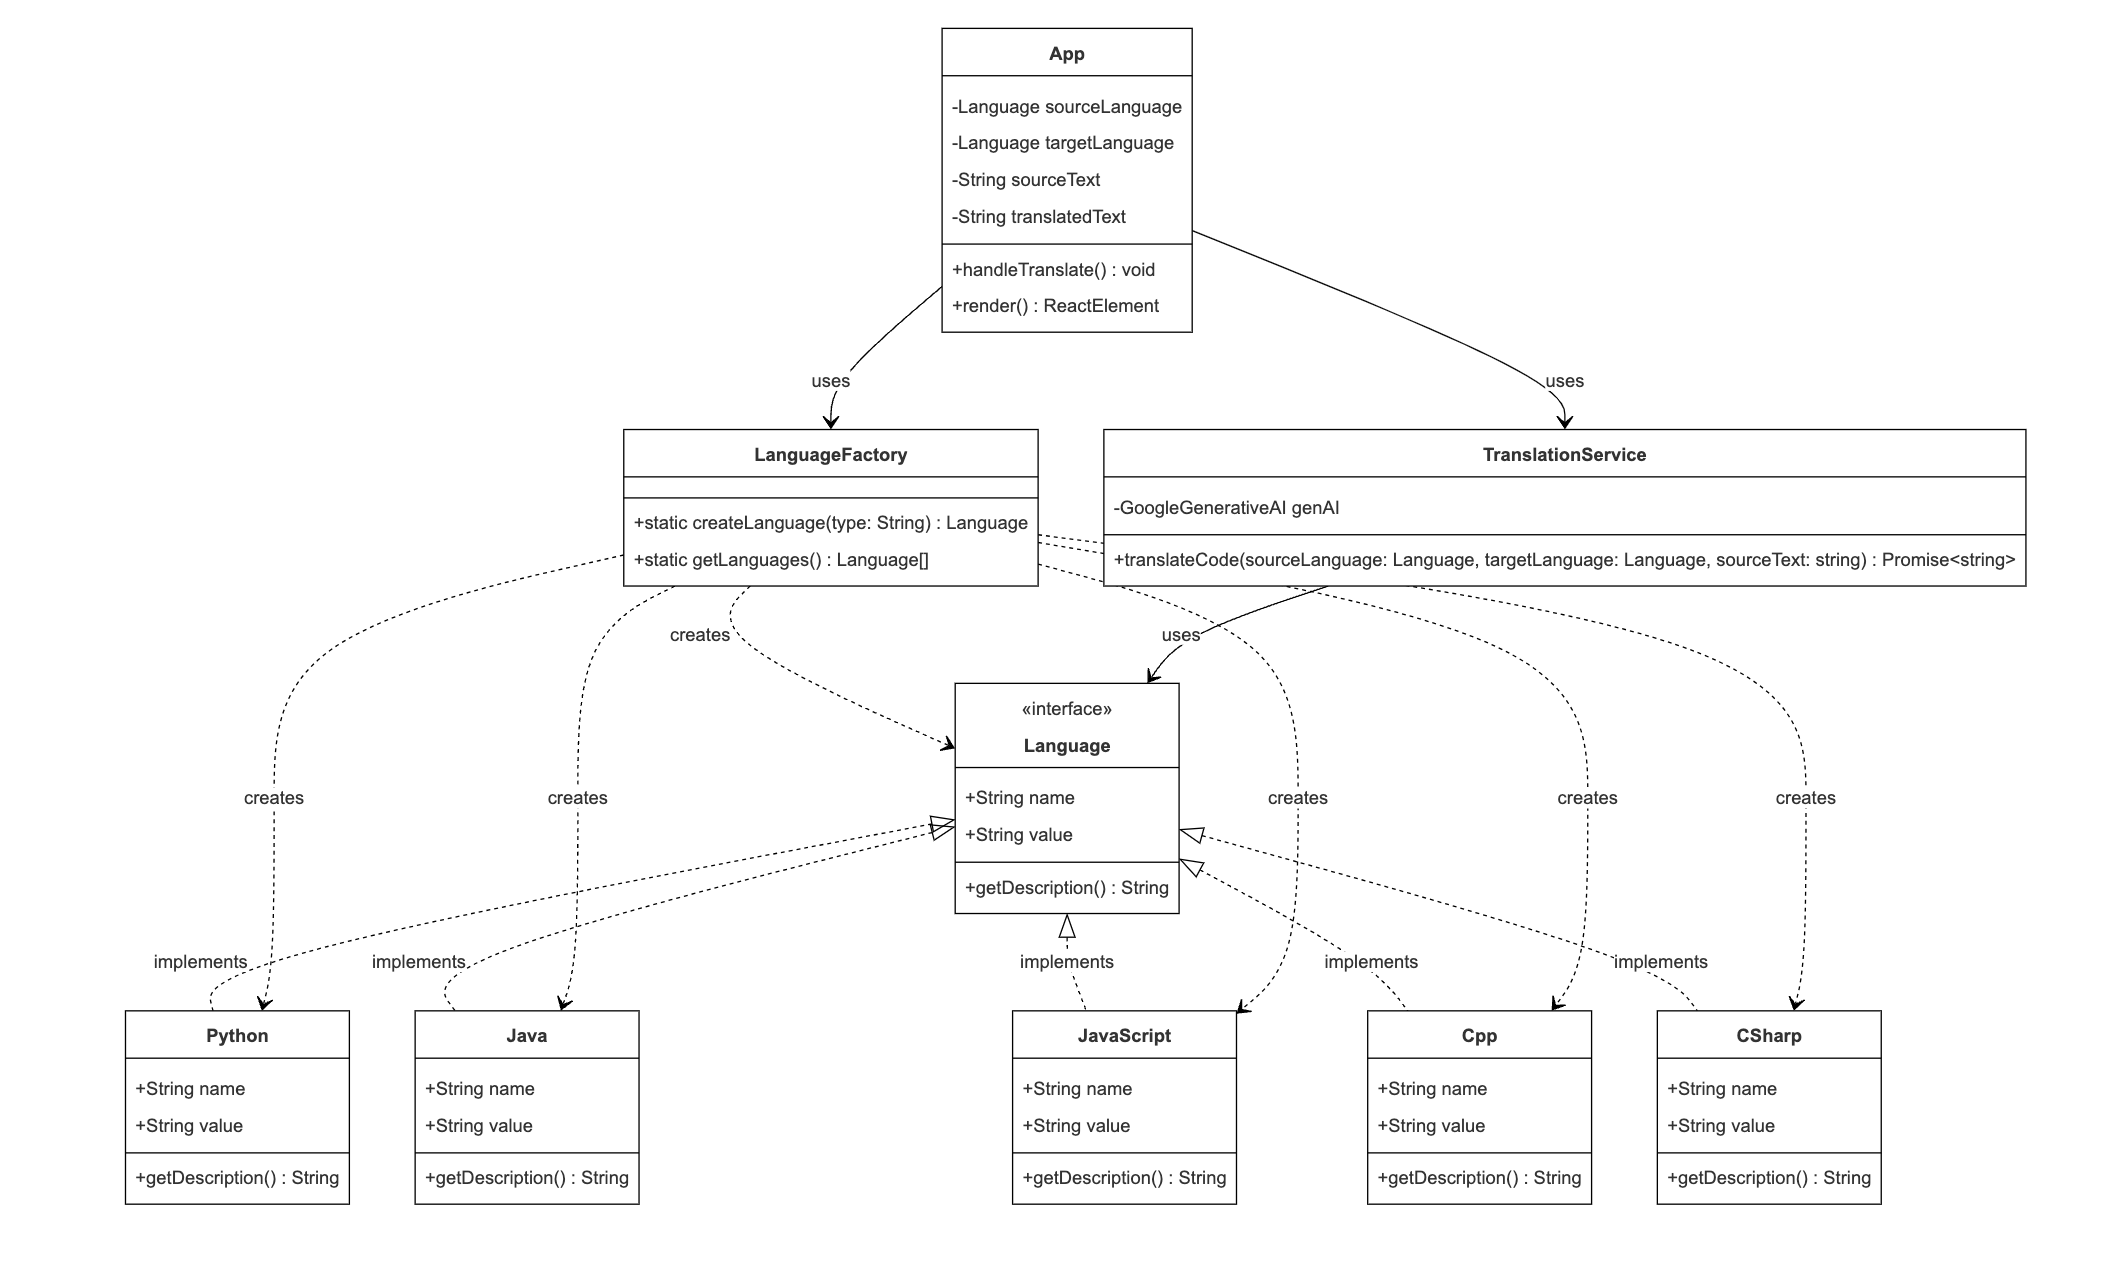 App
-Language sourceLanguage
-Language targetLanguage
-String sourceText
-String translatedText
+handleTranslate() : void
+render() : ReactElement
uses
uses
LanguageFactory
+static createLanguage(type: String) : Language
+static getLanguages() : Language[]
TranslationService
-GoogleGenerativeAI genAI
+translateCode(sourceLanguage: Language, targetLanguage: Language, sourceText: string) : Promise<string>
creates
uses
«interface»
Language
+String name
+String value
+getDescription() : String
creates
creates
creates
creates
creates
implements
implements
implements
implements
implements
Python
+String name
+String value
+getDescription() : String
Java
+String name
+String value
+getDescription() : String
JavaScript
+String name
+String value
+getDescription() : String
Cpp
+String name
+String value
+getDescription() : String
CSharp
+String name
+String value
+getDescription() : String